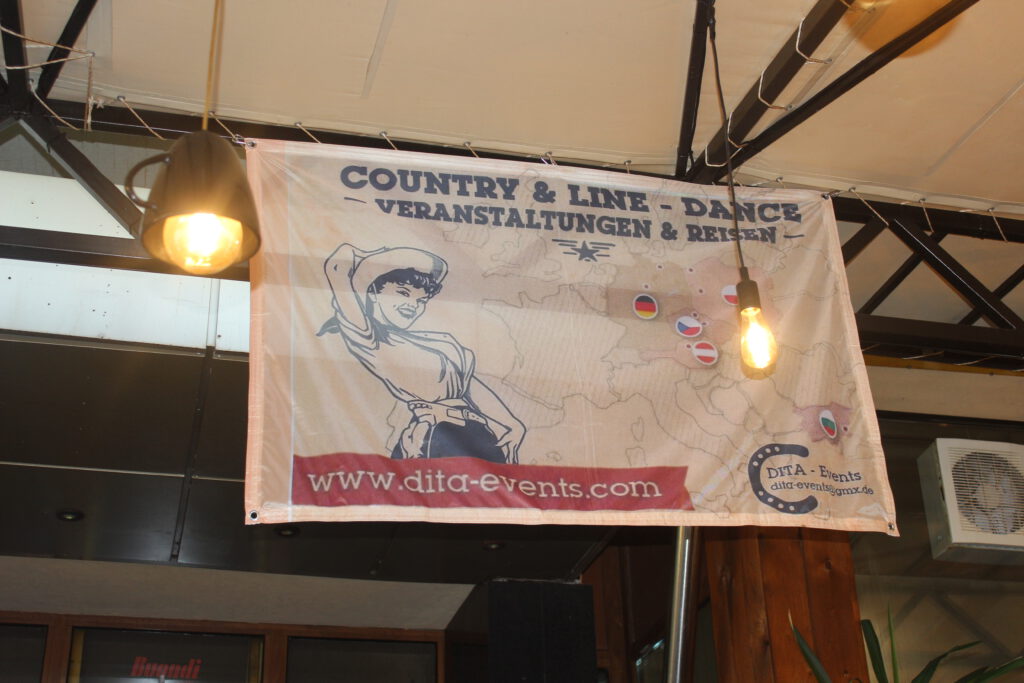 COUNTRY & LINE - DANCE
— VERANSTALTUNGEN & REISEN —
www.dita-events.com
DITA - Events
dita-events@gmx.de